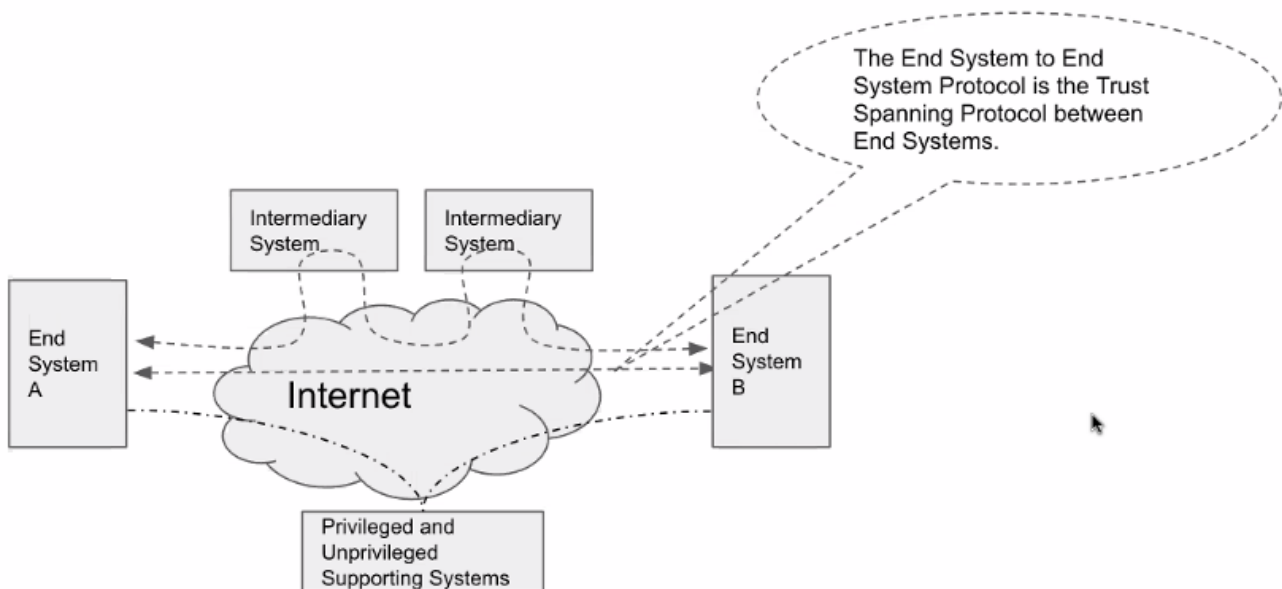 The End System to End
System Protocol is the Trust
Spanning Protocol between
End Systems.
Intermediary
System
Intermediary
System
End
System
A
Internet
End
System
B
Privileged and
Unprivileged
Supporting Systems